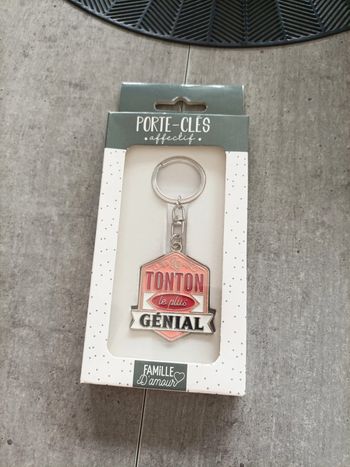 PORTE-CLÉS
affectif
TONTON
le plus
GÉNIAL
FAMiLLE
D'amour